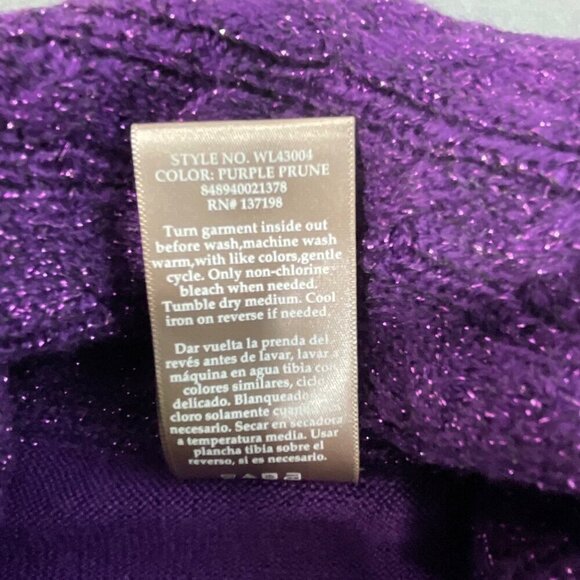 STYLE NO. WL43004
COLOR: PURPLE PRUNE
848940021378
RN# 137198
Turn garment inside out
before wash,machine wash
warm,with like colors,gentle
cycle. Only non-chlorine
bleach when needed.
Tumble dry medium. Cool
iron on reverse if needed.
Dar vuelta la prenda del
revés antes de lavar, lavar a
máquina en agua tibia con
colores similares, ciclo
delicado.
cloro solamente
necesario. Secar en secadora
a temperatura media. Usar
plancha tibia sobre el
reverso, si es necesario.